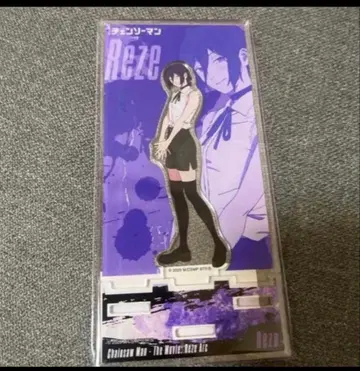 チェンソーマン
Reze
Chainsaw Man - The Movie: Reze Arc
Reze